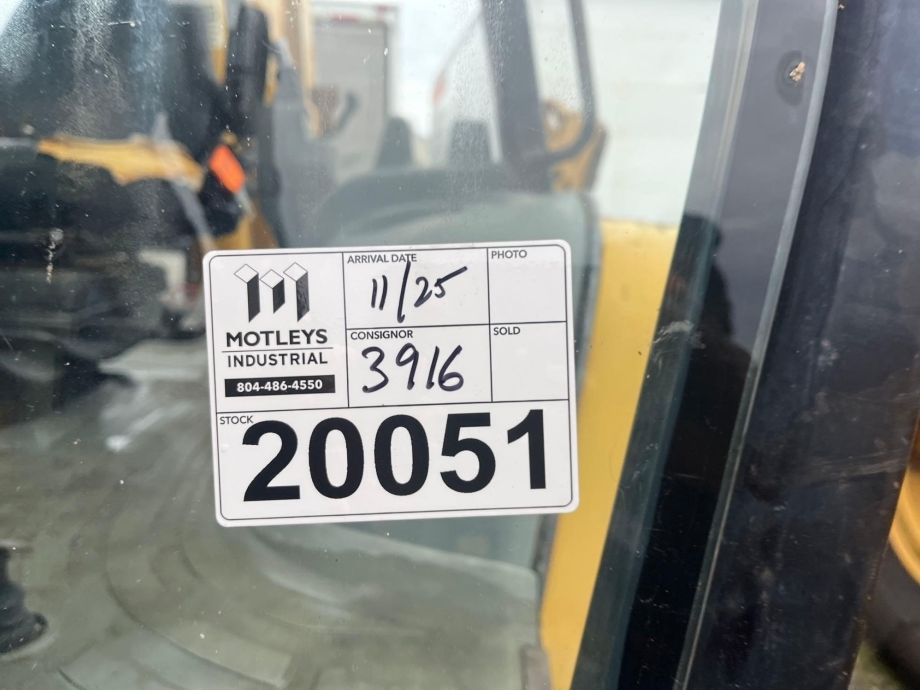 ARRIVAL DATE
11/25
PHOTO
MOTLEYS
INDUSTRIAL
804-486-4550
CONSIGNOR
3916
SOLD
STOCK
20051